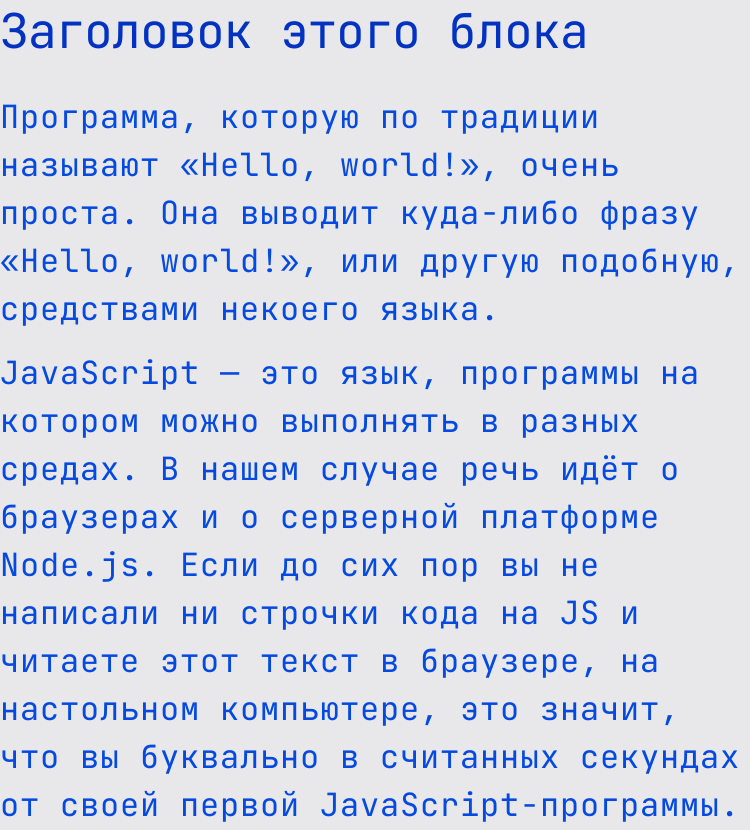 Заголовок этого блока
Программа, которую по традиции
называют «Hello, world!», очень
проста. Она выводит куда-либо фразу
«Hello, world!», или другую подобную,
средствами некоего языка.
JavaScript — это язык, программы на
котором можно выполнять в разных
средах. В нашем случае речь идёт о
браузерах и о серверной платформе
Node.js. Если до сих пор вы не
написали ни строчки кода на JS и
читаете этот текст в браузере, на
настольном компьютере, это значит,
что вы буквально в считанных секундах
от своей первой JavaScript-программы.